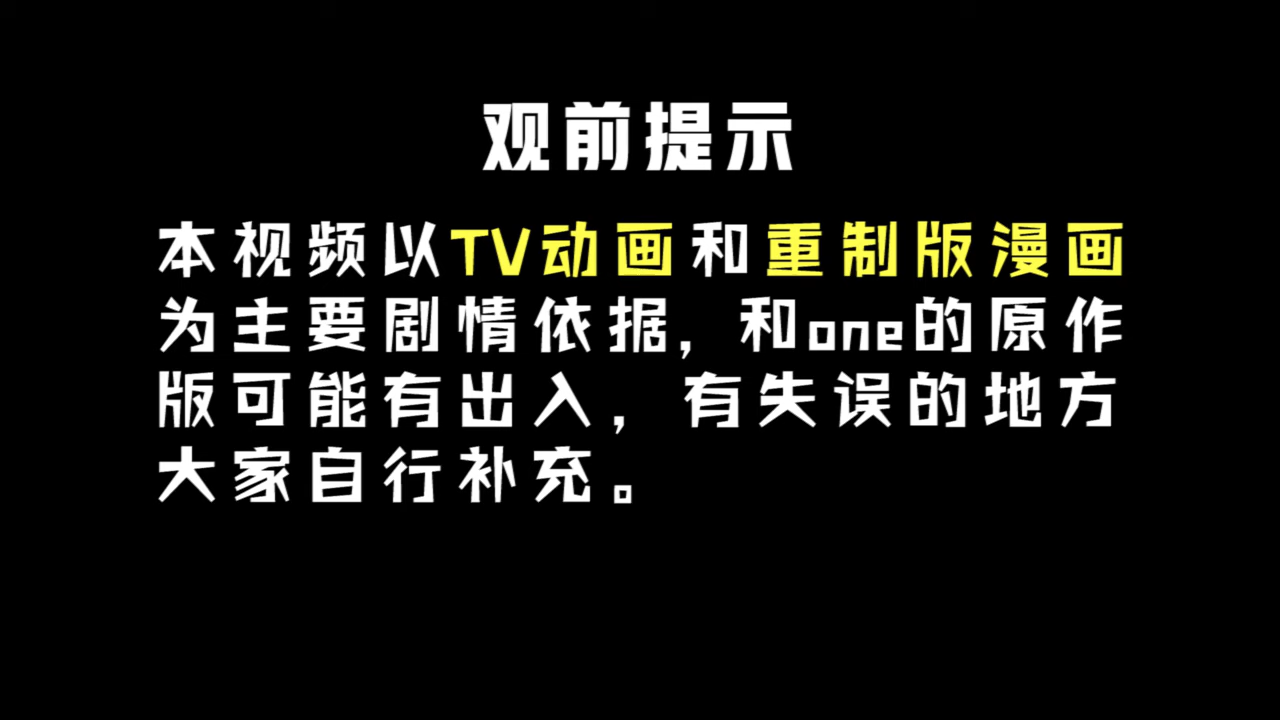 观前提示
本视频以TV动画和重制版漫画
为主要剧情依据，和one的原作
版可能有出入，有失误的地方
大家自行补充。